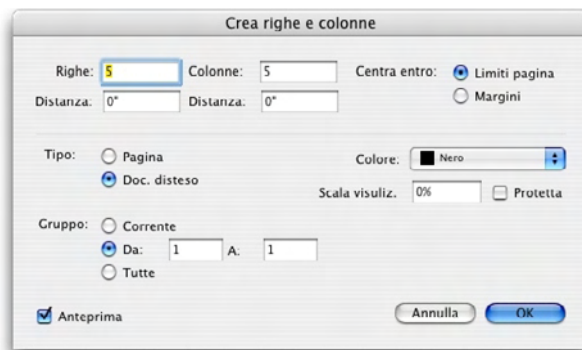 Crea righe e colonne
Righe: 5 Colonne: 5 Centra entro: Limiti pagina
Distanza: 0" Distanza: 0" Margini
Tipo: Pagina Colore: Nero
Doc. disteso
Scala visuliz. 0% Protetta
Gruppo: Corrente
Da: 1 A: 1
Tutte
Anteprima Annulla OK